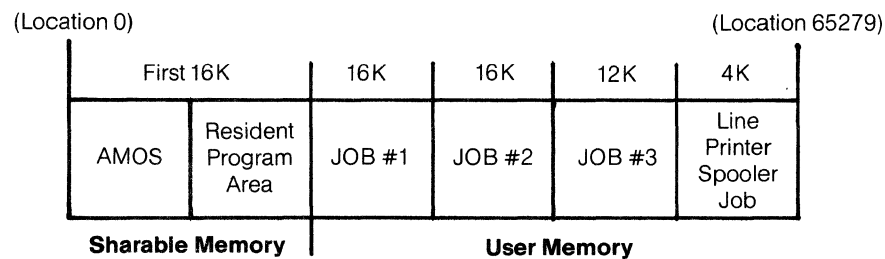 (Location 0)
(Location 65279)
First 16K
16K
16K
12K
4K
AMOS
Resident
Program
Area
JOB #1
JOB #2
JOB #3
Line
Printer
Spooler
Job
Sharable Memory
User Memory